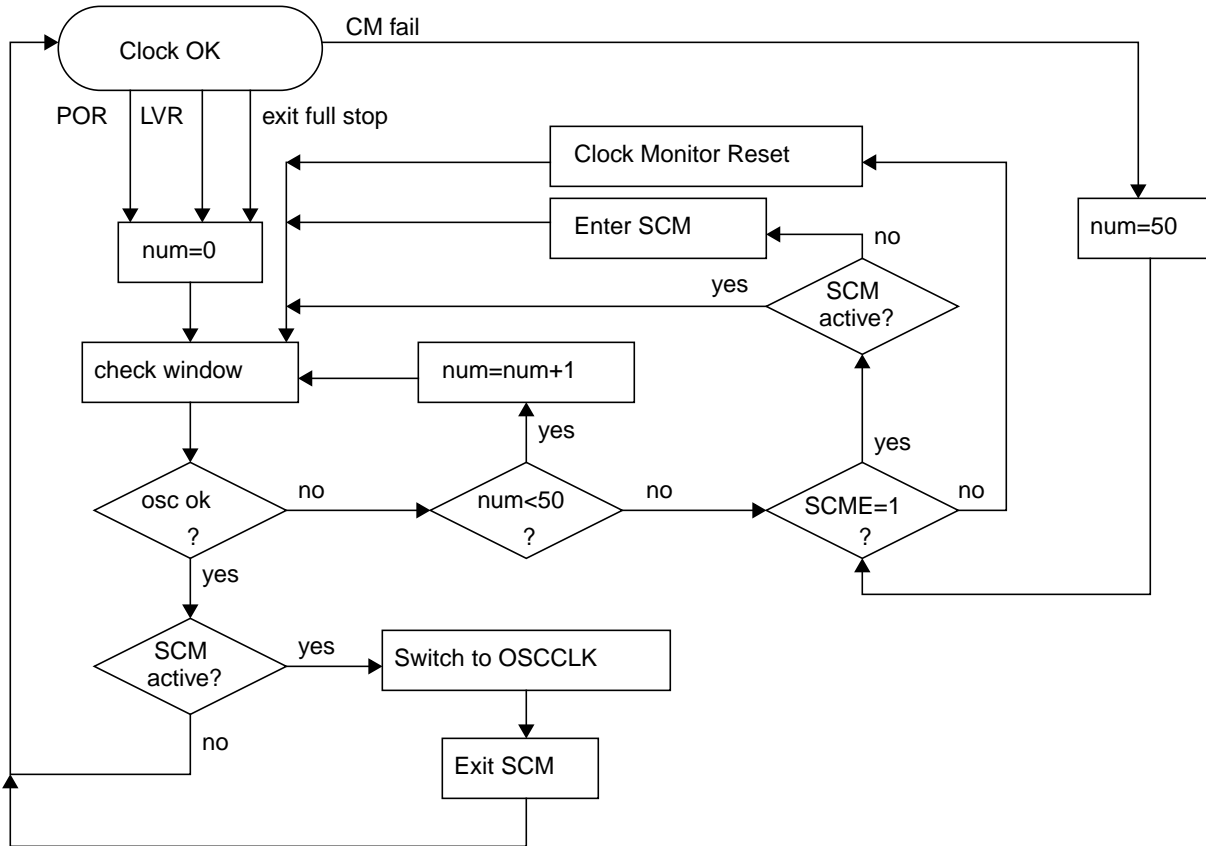 CM fail
Clock OK
POR
LVR
exit full stop
Clock Monitor Reset
num=0
Enter SCM
no
num=50
yes
SCM
active?
check window
num=num+1
yes
yes
osc ok
?
no
num<50
?
no
SCME=1
?
no
yes
SCM
active?
yes
Switch to OSCCLK
no
Exit SCM